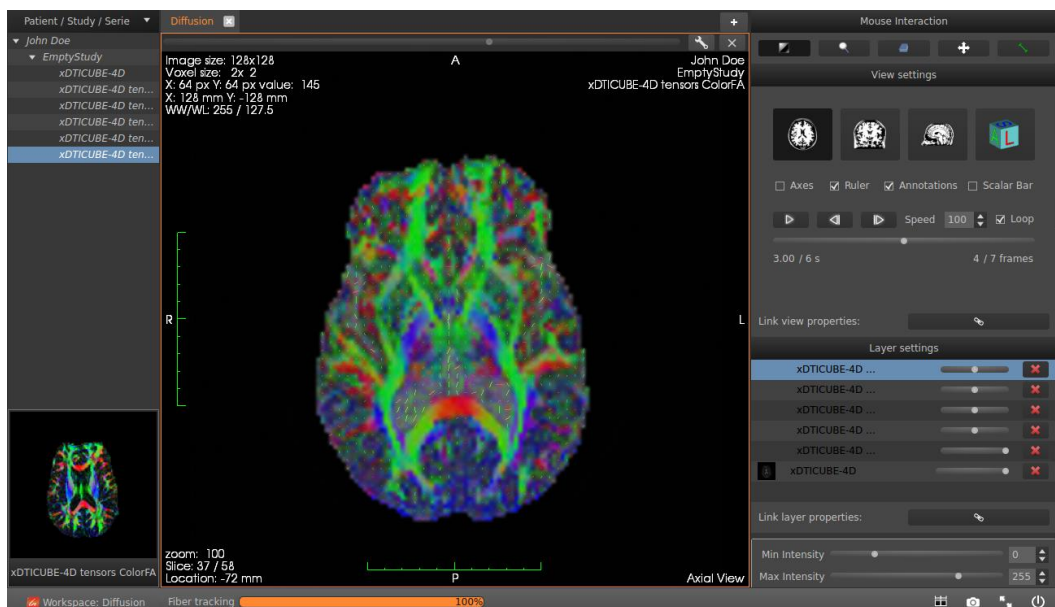 Patient / Study / Serie
John Doe
EmptyStudy
xDTICUBE-4D
xDTICUBE-4D ten...
xDTICUBE-4D ten...
xDTICUBE-4D ten...
xDTICUBE-4D ten...
xDTICUBE-4D ten...
xDTICUBE-4D tensors ColorFA
Workspace: Diffusion
Diffusion
+
Image size: 128x128
Voxel size: 2x 2
X: 64 px Y: 64 px value: 145
X: 128 mm Y: -128 mm
WW/WL: 255 / 127.5
A
John Doe
EmptyStudy
xDTICUBE-4D tensors ColorFA
R
L
zoom: 100
Slice: 37 / 58
Location: -72 mm
P
Axial View
Fiber tracking
100%
Mouse Interaction
View settings
L
Axes Ruler Annotations Scalar Bar
Speed 100 Loop
3.00 / 6 s 4 / 7 frames
Link view properties:
Layer settings
xDTICUBE-4D ...
xDTICUBE-4D ...
xDTICUBE-4D ...
xDTICUBE-4D ...
xDTICUBE-4D ...
xDTICUBE-4D
Link layer properties:
Min Intensity 0
Max Intensity 255